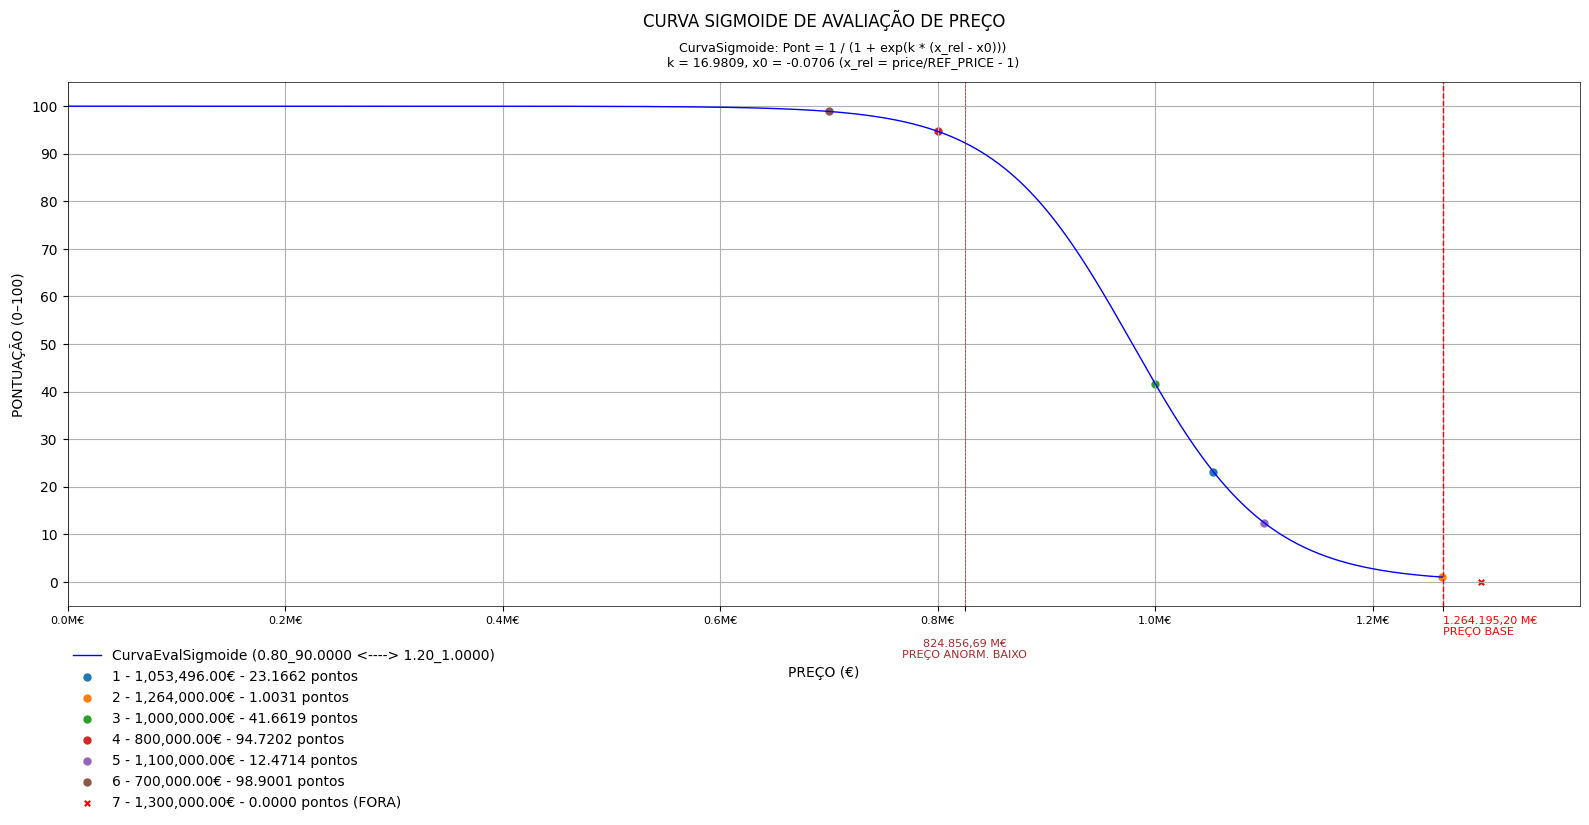 CURVA SIGMOIDE DE AVALIAÇÃO DE PREÇO
CurvaSigmoide: Pont = 1 / (1 + exp(k * (x_rel - x0)))
k = 16.9809, x0 = -0.0706 (x_rel = price/REF_PRICE - 1)
PONTUAÇÃO (0–100)
100
90
80
70
60
50
40
30
20
10
0
0.0M€
0.2M€
0.4M€
0.6M€
0.8M€
1.0M€
1.2M€
1.264.195,20 M€
PREÇO BASE
824.856,69 M€
PREÇO ANORM. BAIXO
PREÇO (€)
CurvaEvalSigmoide (0.80_90.0000 <----> 1.20_1.0000)
1 - 1,053,496.00€ - 23.1662 pontos
2 - 1,264,000.00€ - 1.0031 pontos
3 - 1,000,000.00€ - 41.6619 pontos
4 - 800,000.00€ - 94.7202 pontos
5 - 1,100,000.00€ - 12.4714 pontos
6 - 700,000.00€ - 98.9001 pontos
7 - 1,300,000.00€ - 0.0000 pontos (FORA)